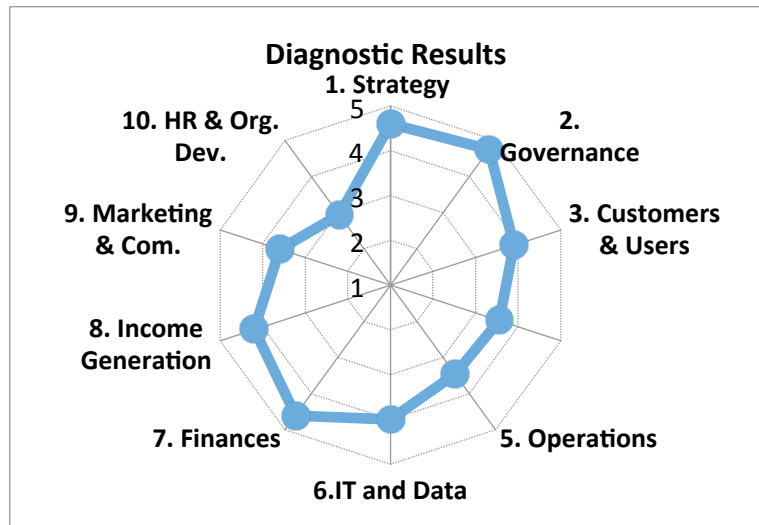 Diagnostic Results
1. Strategy
2.
Governance
3. Customers
& Users
5. Operations
6.IT and Data
7. Finances
8. Income
Generation
9. Marketing
& Com.
10. HR & Org.
Dev.
5
4
3
2
1